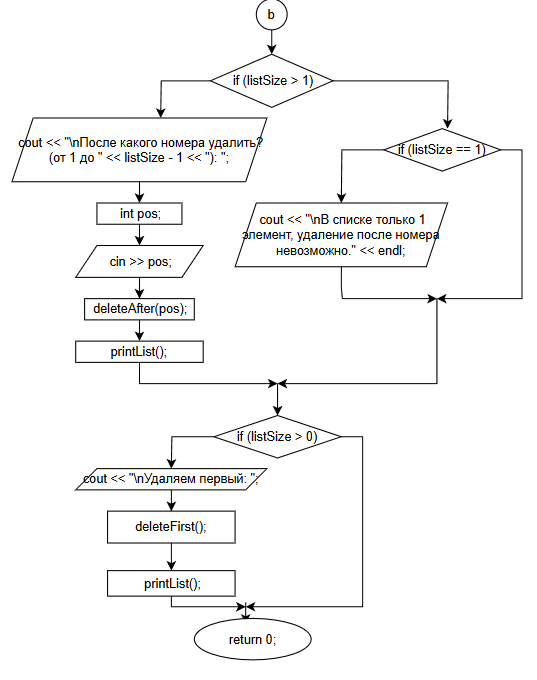 b
if (listSize > 1)
cout << "\nПосле какого номера удалить?
(от 1 до " << listSize - 1 << "): ";
int pos;
cin >> pos;
deleteAfter(pos);
printList();
if (listSize == 1)
cout << "\nВ списке только 1
элемент, удаление после номера
невозможно." << endl;
if (listSize > 0)
cout << "\nУдаляем первый: ";
deleteFirst();
printList();
return 0;